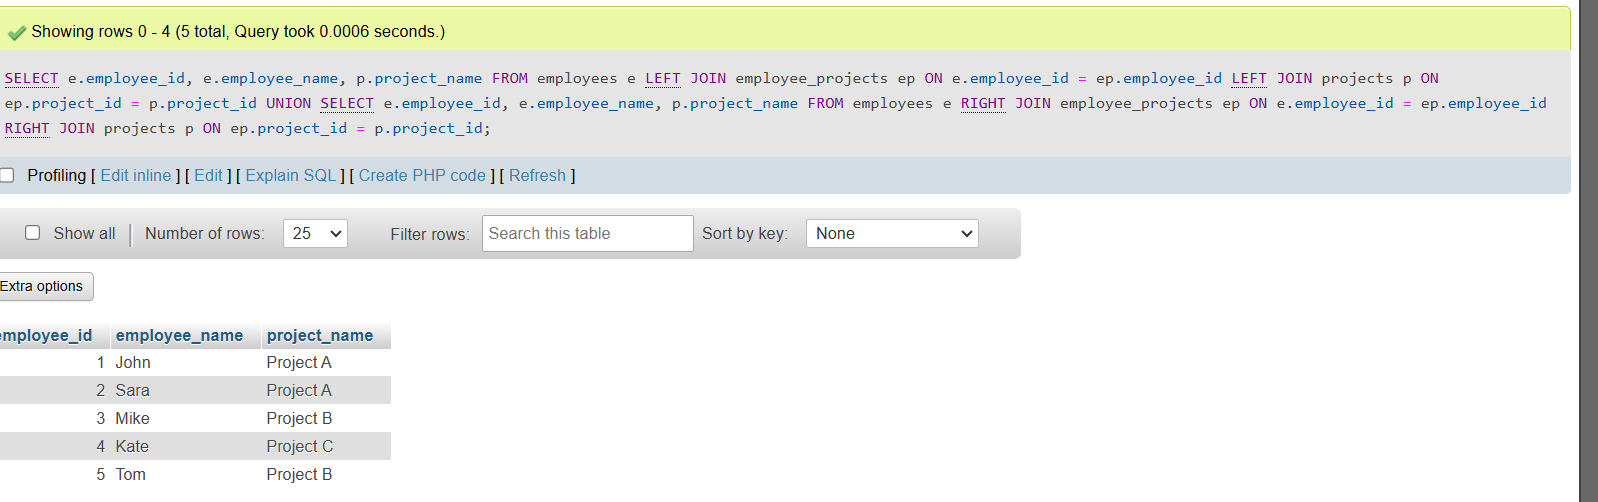 Showing rows 0 - 4 (5 total, Query took 0.0006 seconds.)
SELECT e.employee_id, e.employee_name, p.project_name FROM employees e LEFT JOIN employee_projects ep ON e.employee_id = ep.employee_id LEFT JOIN projects p ON
ep.project_id = p.project_id UNION SELECT e.employee_id, e.employee_name, p.project_name FROM employees e RIGHT JOIN employee_projects ep ON e.employee_id = ep.employee_id
RIGHT JOIN projects p ON ep.project_id = p.project_id;
Profiling [ Edit inline ] [ Edit ] [ Explain SQL ] [ Create PHP code ] [ Refresh ]
Show all Number of rows: 25 Filter rows: Search this table Sort by key: None
Extra options
employee_id employee_name project_name
1 John Project A
2 Sara Project A
3 Mike Project B
4 Kate Project C
5 Tom Project B